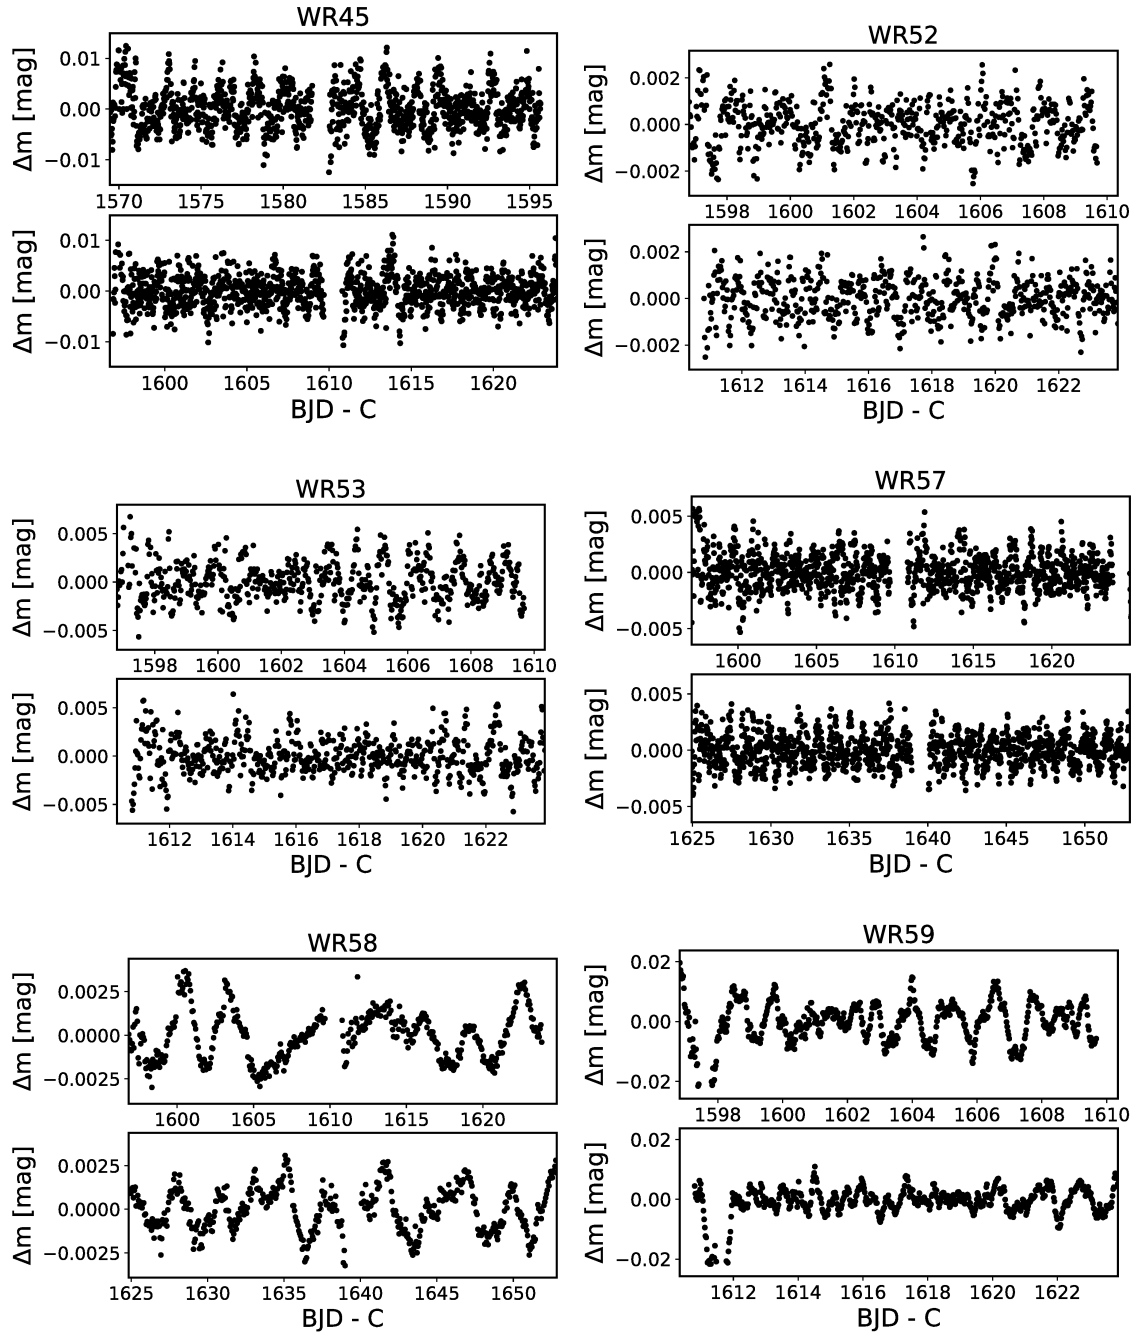 WR45
Δm [mag]
0.01
0.00
−0.01
1570 1575 1580 1585 1590 1595
Δm [mag]
0.01
0.00
−0.01
1600 1605 1610 1615 1620
BJD - C
WR52
Δm [mag]
0.002
0.000
−0.002
1598 1600 1602 1604 1606 1608 1610
Δm [mag]
0.002
0.000
−0.002
1612 1614 1616 1618 1620 1622
BJD - C
WR53
Δm [mag]
0.005
0.000
−0.005
1598 1600 1602 1604 1606 1608 1610
Δm [mag]
0.005
0.000
−0.005
1612 1614 1616 1618 1620 1622
BJD - C
WR57
Δm [mag]
0.005
0.000
−0.005
1600 1605 1610 1615 1620
Δm [mag]
0.005
0.000
−0.005
1625 1630 1635 1640 1645 1650
BJD - C
WR58
Δm [mag]
0.0025
0.0000
−0.0025
1600 1605 1610 1615 1620
Δm [mag]
0.0025
0.0000
−0.0025
1625 1630 1635 1640 1645 1650
BJD - C
WR59
Δm [mag]
0.02
0.00
−0.02
1598 1600 1602 1604 1606 1608 1610
Δm [mag]
0.02
0.00
−0.02
1612 1614 1616 1618 1620 1622
BJD - C